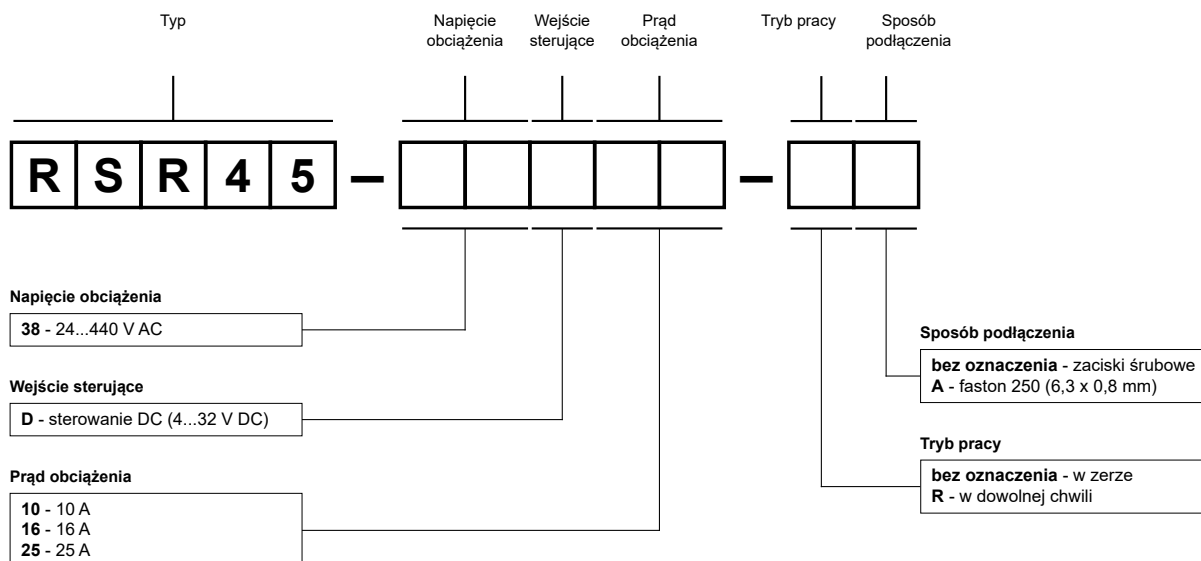 Typ
Napięcie obciążenia
Wejście sterujące
Prąd obciążenia
Tryb pracy
Sposób podłączenia
RSR45 – –
Napięcie obciążenia
38 - 24...440 V AC
Wejście sterujące
D - sterowanie DC (4...32 V DC)
Prąd obciążenia
10 - 10 A
16 - 16 A
25 - 25 A
Sposób podłączenia
bez oznaczenia - zaciski śrubowe
A - faston 250 (6,3 x 0,8 mm)
Tryb pracy
bez oznaczenia - w zerze
R - w dowolnej chwili